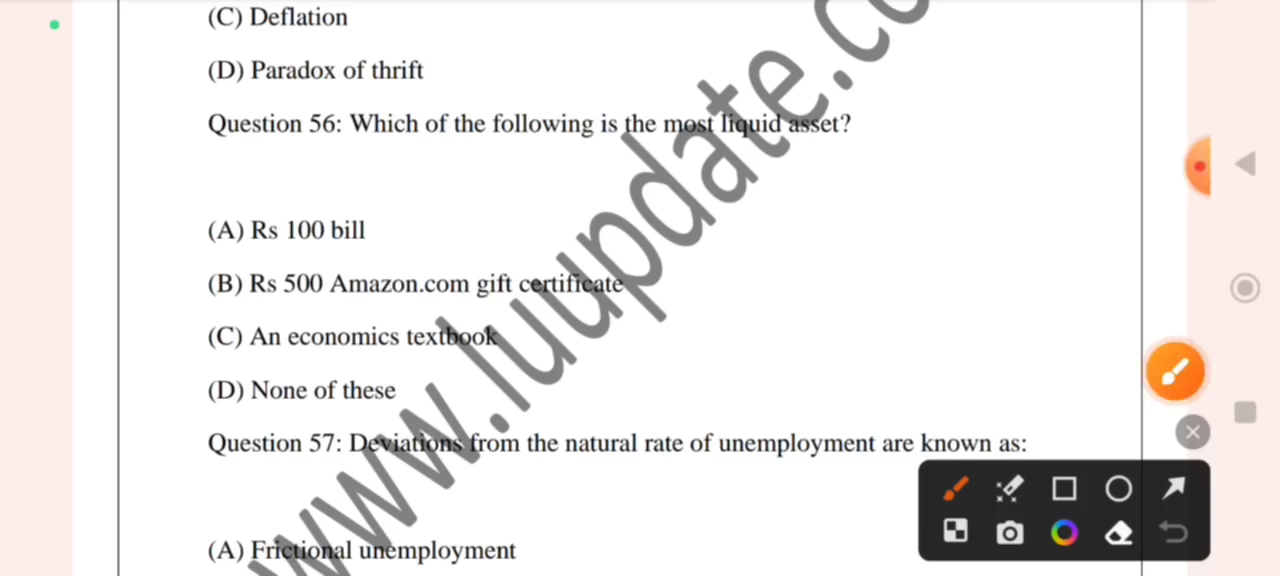 (C) Deflation
(D) Paradox of thrift
Question 56: Which of the following is the most liquid asset?
(A) Rs 100 bill
(B) Rs 500 Amazon.com gift certificate
(C) An economics textbook
(D) None of these
Question 57: Deviations from the natural rate of unemployment are known as:
(A) Frictional unemployment
www.luupdate.co